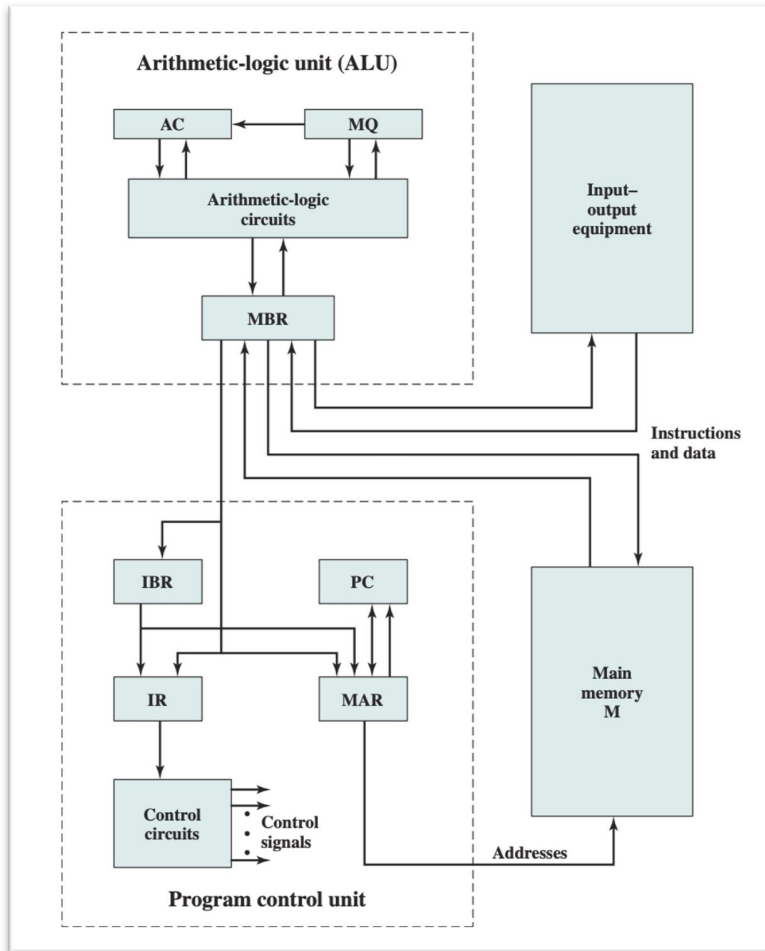 Arithmetic-logic unit (ALU)
AC
MQ
Arithmetic-logic
circuits
MBR
Input–
output
equipment
Instructions
and data
IBR
PC
IR
MAR
Main
memory
M
Control
circuits
Control
signals
Addresses
Program control unit